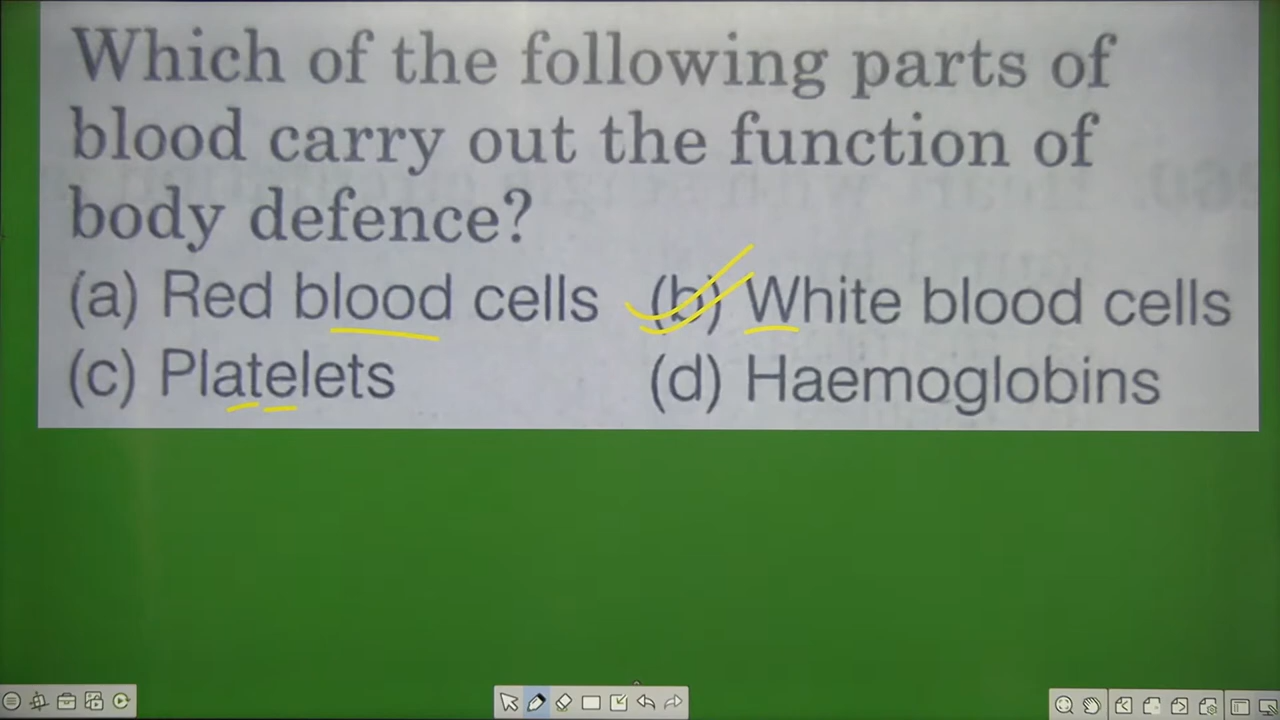 Which of the following parts of
blood carry out the function of
body defence?
(a) Red blood cells (b) White blood cells
(c) Platelets (d) Haemoglobins